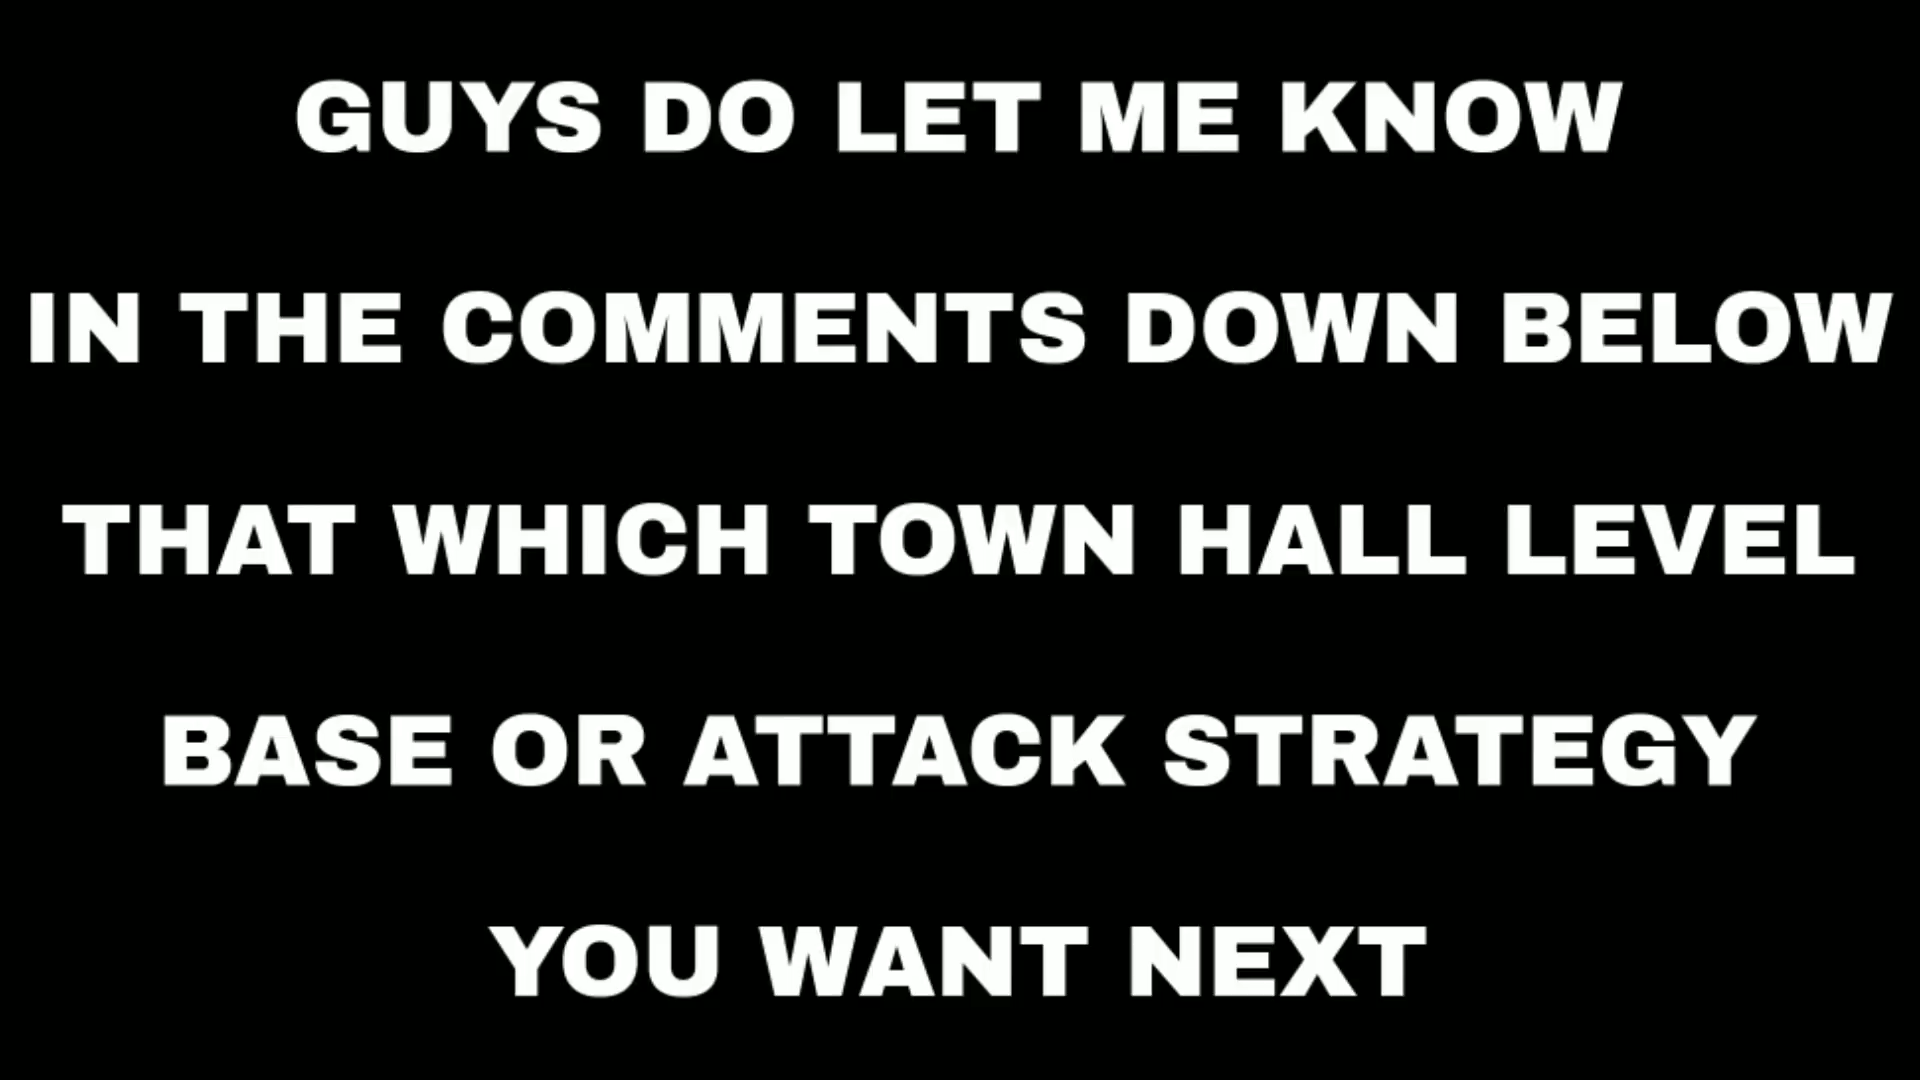 GUYS DO LET ME KNOW
IN THE COMMENTS DOWN BELOW
THAT WHICH TOWN HALL LEVEL
BASE OR ATTACK STRATEGY
YOU WANT NEXT